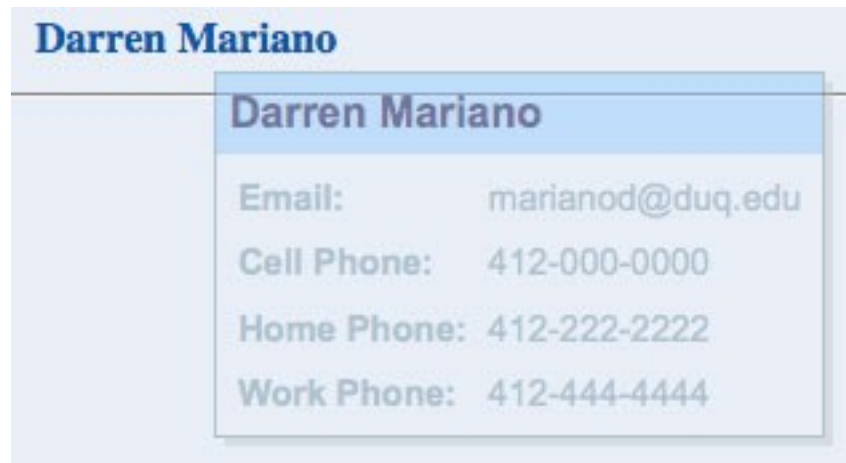 Darren Mariano
Darren Mariano
Email: marianod@duq.edu
Cell Phone: 412-000-0000
Home Phone: 412-222-2222
Work Phone: 412-444-4444